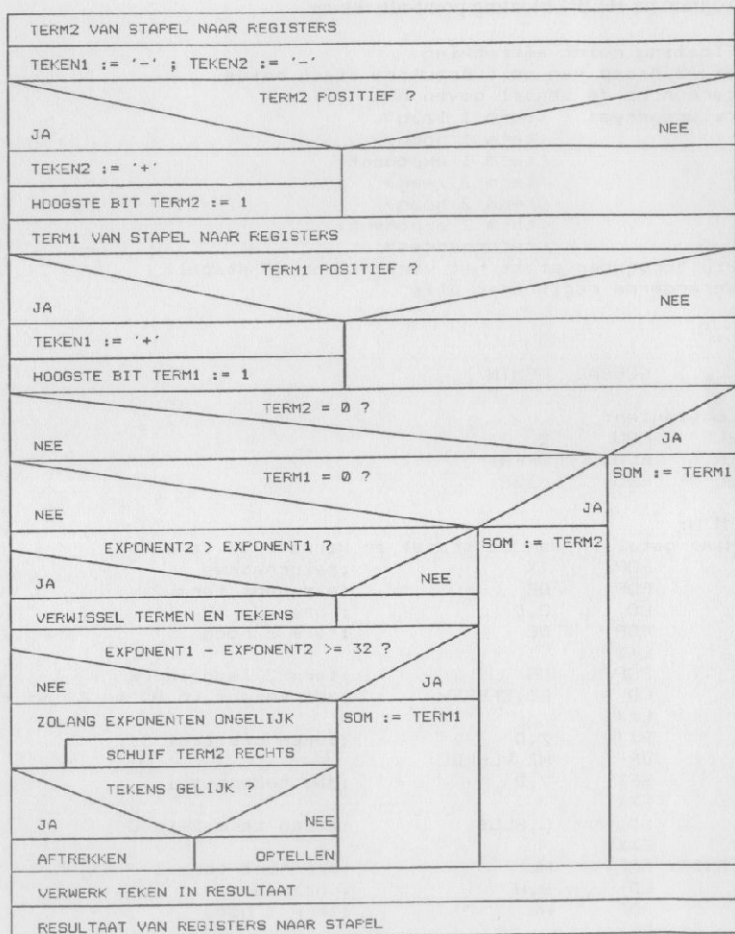 TERM2 VAN STAPEL NAAR REGISTERS
TEKEN1 := '-' ; TEKEN2 := '-'
TERM2 POSITIEF ?
JA
NEE
TEKEN2 := '+'
HOOGSTE BIT TERM2 := 1
TERM1 VAN STAPEL NAAR REGISTERS
TERM1 POSITIEF ?
JA
NEE
TEKEN1 := '+'
HOOGSTE BIT TERM1 := 1
TERM2 = 0 ?
NEE
JA
TERM1 = 0 ?
SOM := TERM1
NEE
JA
EXPONENT2 > EXPONENT1 ?
SOM := TERM2
JA
NEE
VERWISSEL TERMEN EN TEKENS
EXPONENT1 - EXPONENT2 >= 32 ?
NEE
JA
ZOLANG EXPONENTEN ONGELIJK
SOM := TERM1
SCHUIF TERM2 RECHTS
TEKENS GELIJK ?
JA
NEE
AFTREKKEN
OPTELLEN
VERWERK TEKEN IN RESULTAAT
RESULTAAT VAN REGISTERS NAAR STAPEL